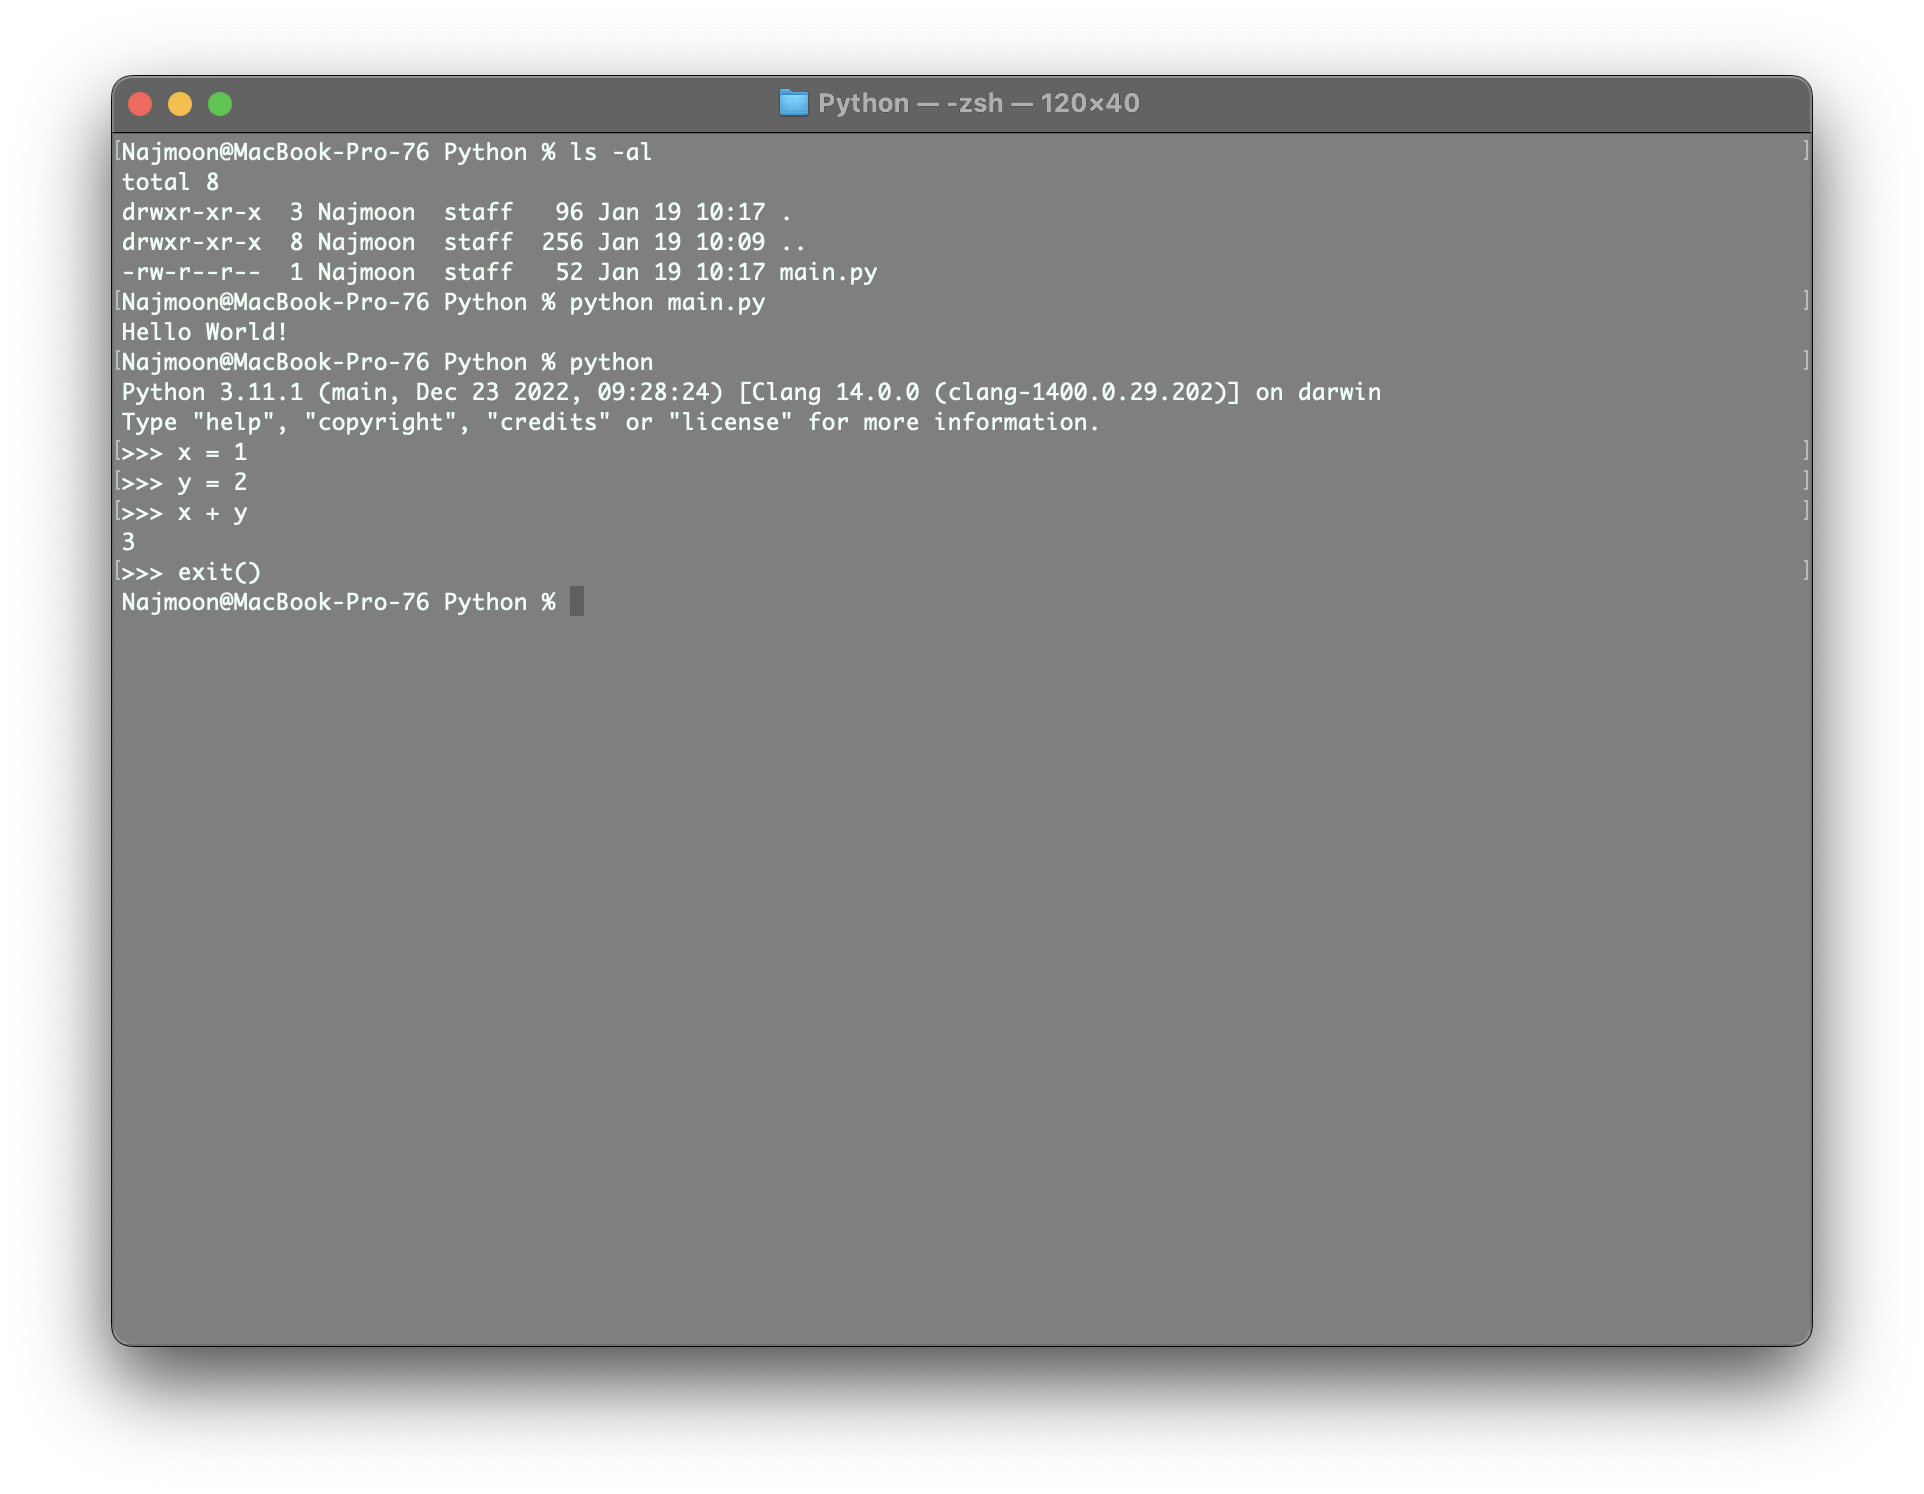 Python — -zsh — 120×40
Najmoon@MacBook-Pro-76 Python % ls -al
total 8
drwxr-xr-x  3 Najmoon  staff   96 Jan 19 10:17 .
drwxr-xr-x  8 Najmoon  staff  256 Jan 19 10:09 ..
-rw-r--r--  1 Najmoon  staff   52 Jan 19 10:17 main.py
Najmoon@MacBook-Pro-76 Python % python main.py
Hello World!
Najmoon@MacBook-Pro-76 Python % python
Python 3.11.1 (main, Dec 23 2022, 09:28:24) [Clang 14.0.0 (clang-1400.0.29.202)] on darwin
Type "help", "copyright", "credits" or "license" for more information.
>>> x = 1
>>> y = 2
>>> x + y
3
>>> exit()
Najmoon@MacBook-Pro-76 Python %